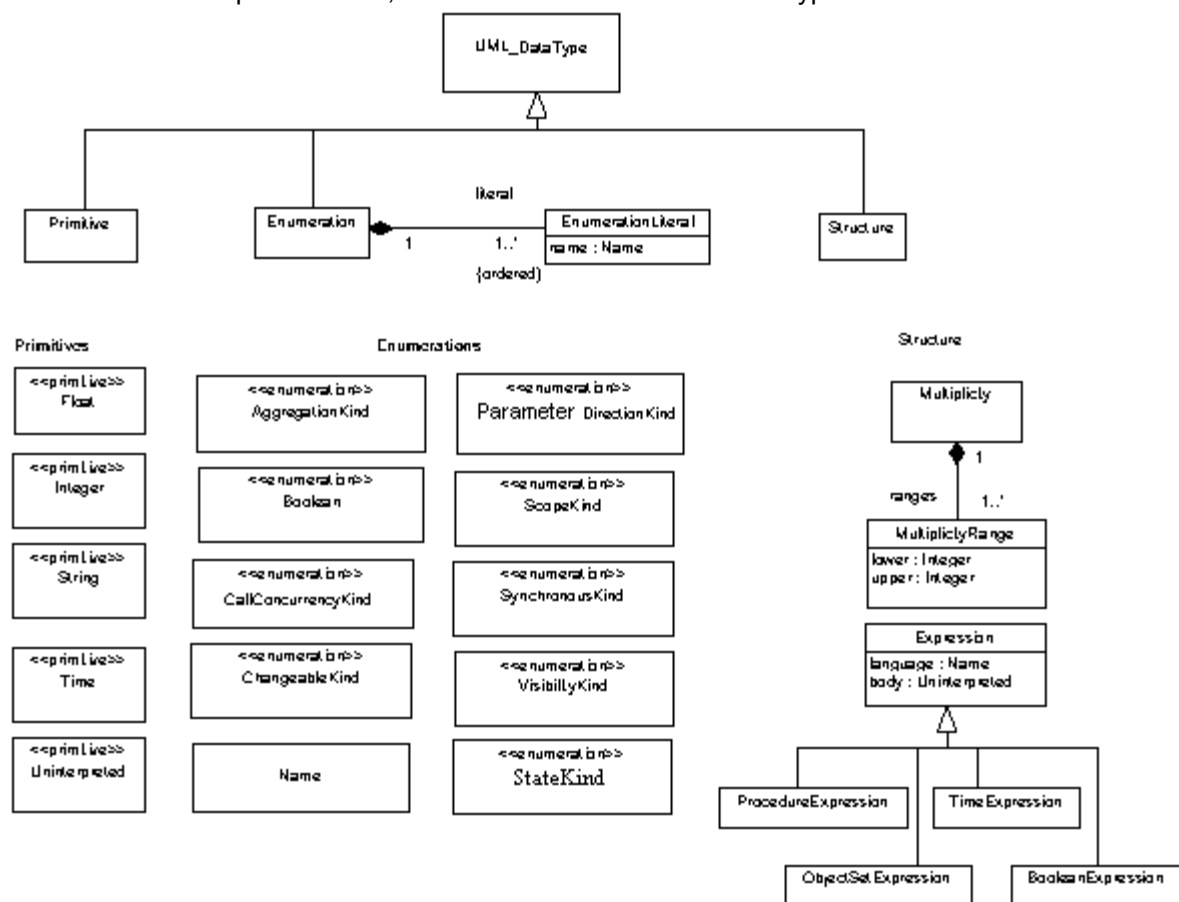 UML_DataType
Primitive
Enumeration
1
literal
1..*
{ordered}
EnumerationLiteral
name : Name
Structure
Primitives
Enumerations
Structure
<<primitive>>
Float
<<primitive>>
Integer
<<primitive>>
String
<<primitive>>
Time
<<primitive>>
Uninterpreted
<<enumeration>>
AggregationKind
<<enumeration>>
Boolean
<<enumeration>>
CallConcurrencyKind
<<enumeration>>
ChangeableKind
Name
<<enumeration>>
Parameter DirectionKind
<<enumeration>>
ScopeKind
<<enumeration>>
SynchronousKind
<<enumeration>>
VisibilityKind
<<enumeration>>
StateKind
Multiplicity
1
ranges
1..*
MultiplicityRange
lower : Integer
upper : Integer
Expression
language : Name
body : Uninterpreted
ProcedureExpression
TimeExpression
ObjectSetExpression
BooleanExpression